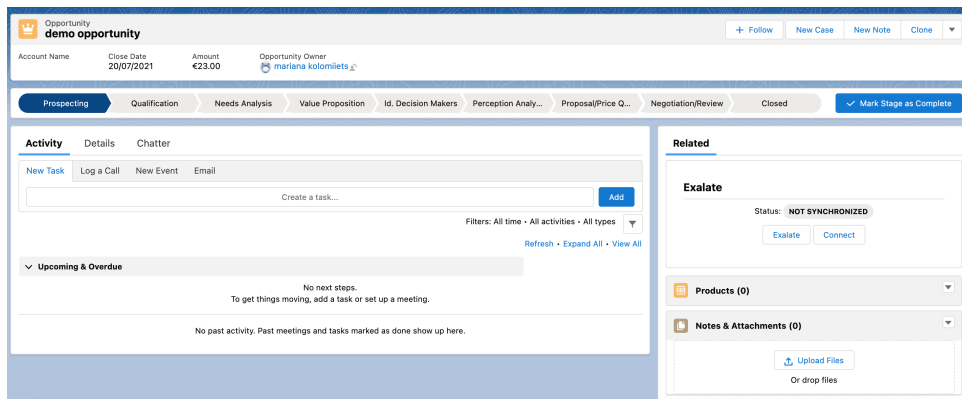 Opportunity
demo opportunity
+ Follow New Case New Note Clone
Account Name Close Date Amount Opportunity Owner
20/07/2021 €23.00 mariana kolomiiets
Prospecting Qualification Needs Analysis Value Proposition Id. Decision Makers Perception Analy... Proposal/Price Q... Negotiation/Review Closed Mark Stage as Complete
Activity Details Chatter
New Task Log a Call New Event Email
Create a task... Add
Filters: All time • All activities • All types
Refresh • Expand All • View All
Upcoming & Overdue
No next steps.
To get things moving, add a task or set up a meeting.
No past activity. Past meetings and tasks marked as done show up here.
Related
Exalate
Status: NOT SYNCHRONIZED
Exalate Connect
Products (0)
Notes & Attachments (0)
Upload Files
Or drop files